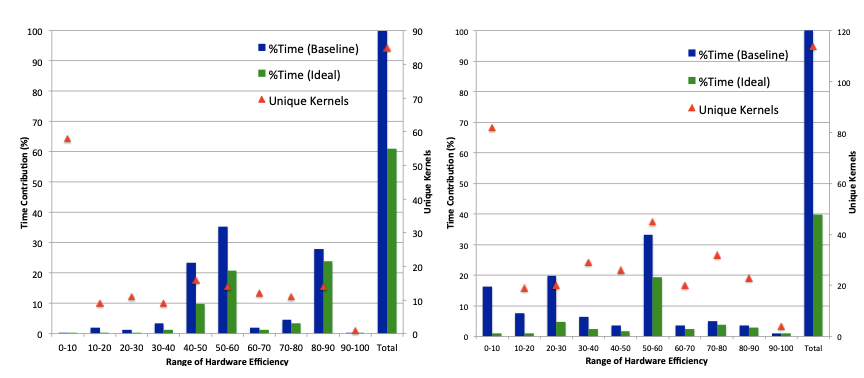 100
90
80
70
60
50
40
30
20
10
0
Time Contribution (%)
%Time (Baseline)
%Time (Ideal)
Unique Kernels
90
80
70
60
50
40
30
20
10
0
Unique Kernels
0-10 10-20 20-30 30-40 40-50 50-60 60-70 70-80 80-90 90-100 Total
Range of Hardware Efficiency
100
90
80
70
60
50
40
30
20
10
0
Time Contribution (%)
%Time (Baseline)
%Time (Ideal)
Unique Kernels
120
100
80
60
40
20
0
Unique Kernels
0-10 10-20 20-30 30-40 40-50 50-60 60-70 70-80 80-90 90-100 Total
Range of Hardware Efficiency